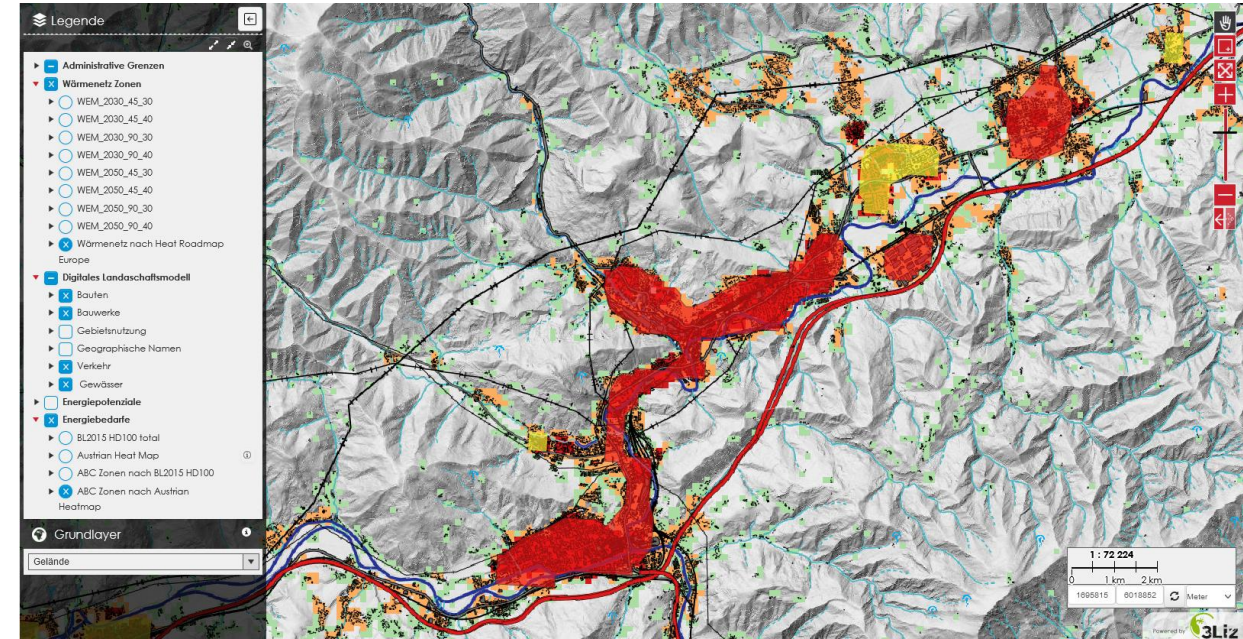 Legende
Administrative Grenzen
Wärmenetz Zonen
WEM_2030_45_30
WEM_2030_45_40
WEM_2030_90_30
WEM_2030_90_40
WEM_2050_45_30
WEM_2050_45_40
WEM_2050_90_30
WEM_2050_90_40
Wärmenetz nach Heat Roadmap
Europe
Digitales Landschaftsmodell
Bauten
Bauwerke
Gebietsnutzung
Geographische Namen
Verkehr
Gewässer
Energiepotenziale
Energiebedarfe
BL2015 HD100 total
Austrian Heat Map
ABC Zonen nach BL2015 HD100
ABC Zonen nach Austrian
Heatmap
Grundlayer
Gelände
1 : 72 224
0 1 km 2 km
1695815 6018852 Meter
Powered by 3Liz